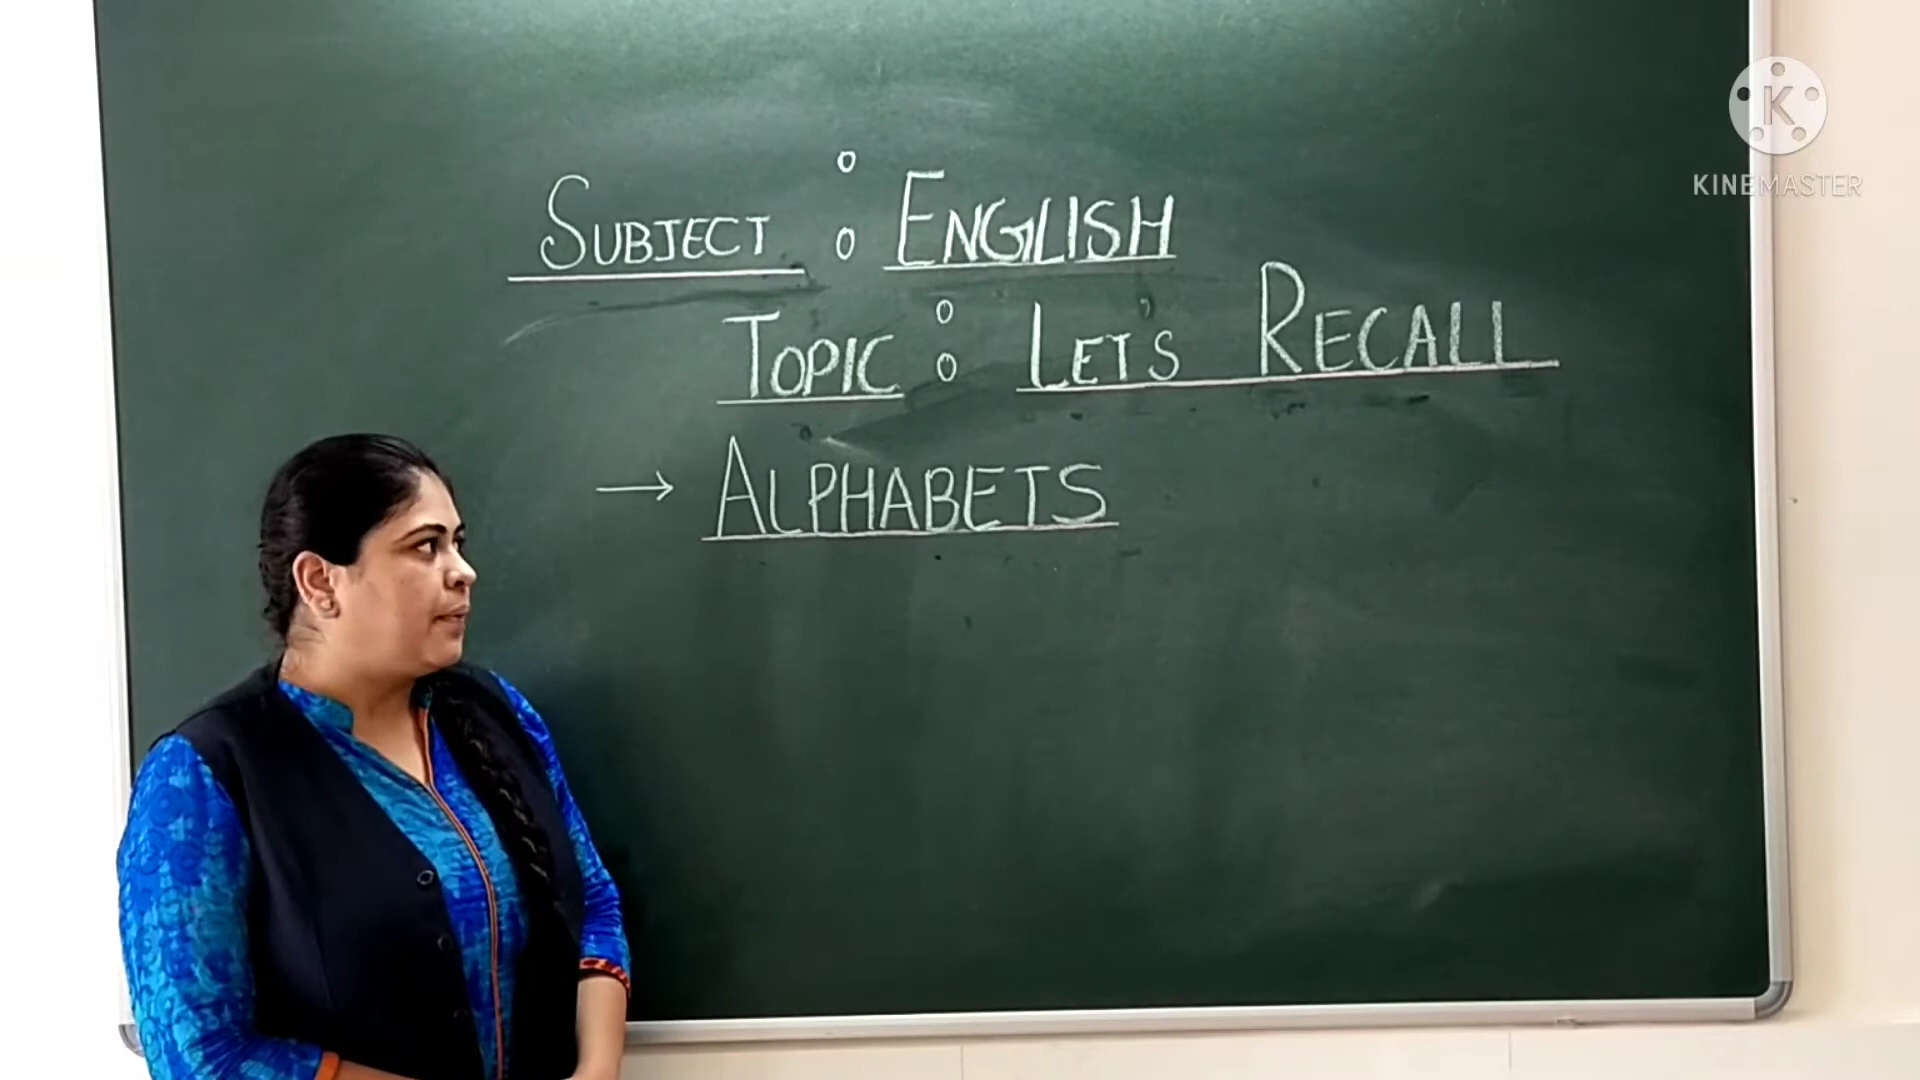 SUBJECT : ENGLISH
TOPIC : LET'S RECALL
→ ALPHABETS
K
KINEMASTER